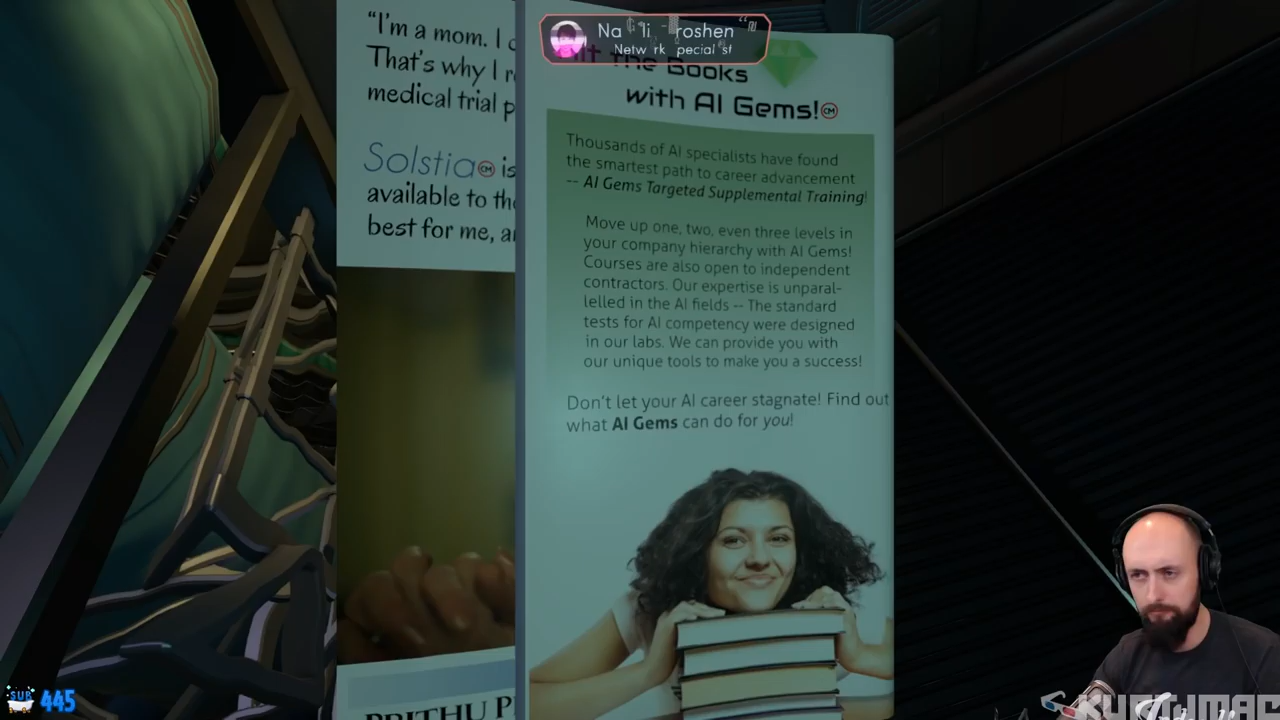 "I'm a mom. I
That's why I
medical trial
Solstia is
available to
best for me,
the Books
with AI Gems!
Thousands of AI specialists have found
the smartest path to career advancement
-- AI Gems Targeted Supplemental Training!
Move up one, two, even three levels in
your company hierarchy with AI Gems!
Courses are also open to independent
contractors. Our expertise is unparal-
lelled in the AI fields -- The standard
tests for AI competency were designed
in our labs. We can provide you with
our unique tools to make you a success!
Don't let your AI career stagnate! Find out
what AI Gems can do for you!
SUB
445